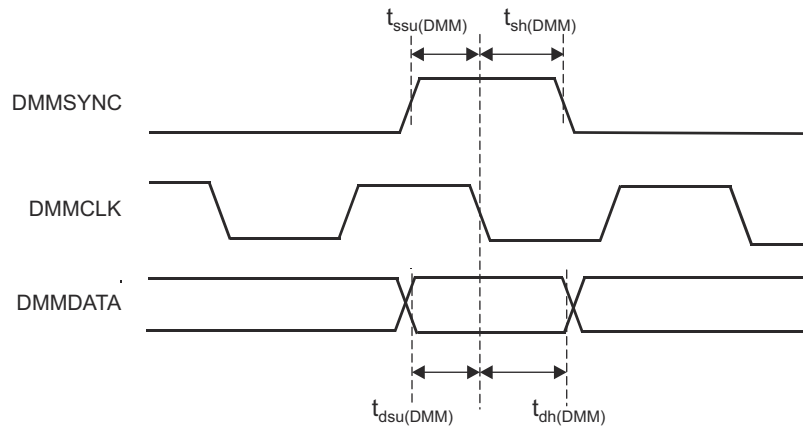 tssu(DMM) tsh(DMM)
DMMSYNC
DMMCLK
DMMDATA
tdsu(DMM) tdh(DMM)